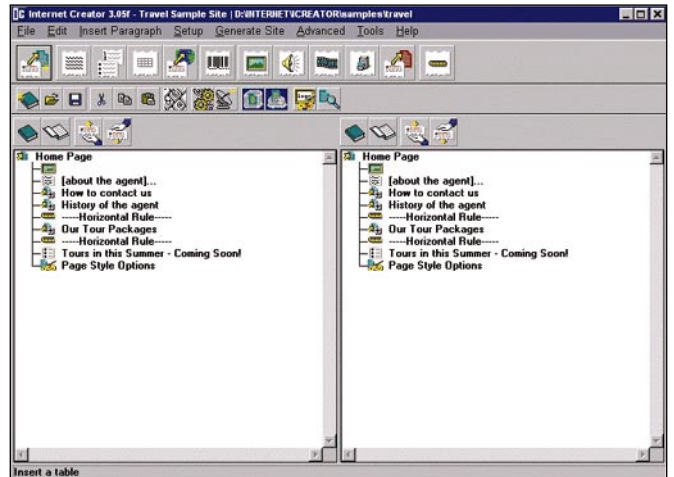 Internet Creator 3.05f - Travel Sample Site | D:\INTERNET\ICREATOR\samples\travel
File Edit Insert Paragraph Setup Generate Site Advanced Tools Help
Home Page
[about the agent]...
How to contact us
History of the agent
-----Horizontal Rule-----
Our Tour Packages
-----Horizontal Rule-----
Tours in this Summer - Coming Soon!
Page Style Options
Home Page
[about the agent]...
How to contact us
History of the agent
-----Horizontal Rule-----
Our Tour Packages
-----Horizontal Rule-----
Tours in this Summer - Coming Soon!
Page Style Options
Insert a table